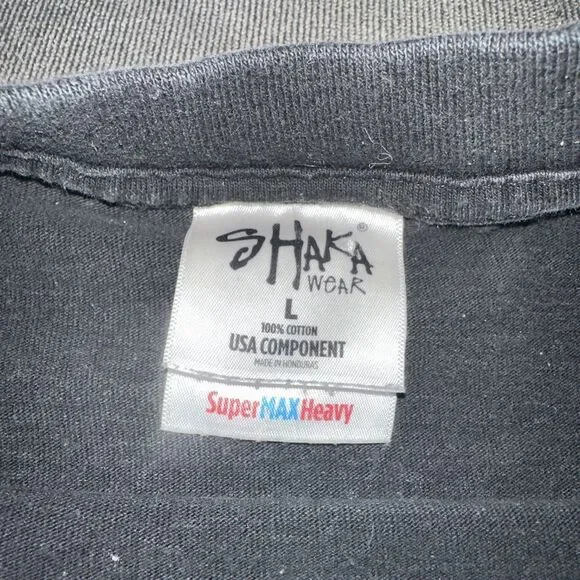 SHAKA®
WEAR
L
100% COTTON
USA COMPONENT
MADE IN HONDURAS
SuperMAXHeavy